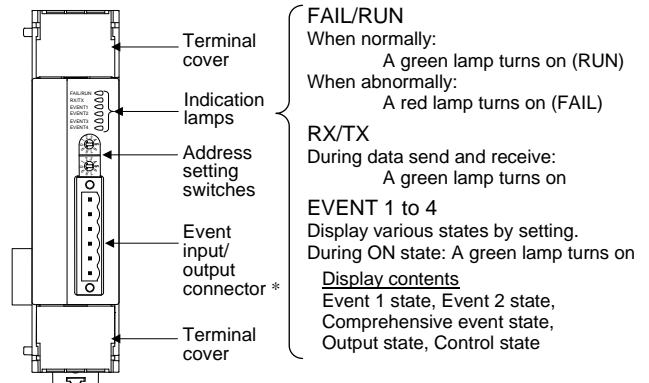 Terminal
cover
FAIL/RUN
RX/TX
EVENT1
EVENT2
EVENT3
EVENT4
Indication
lamps
Address
setting
switches
Event
input/
output
connector *
Terminal
cover
FAIL/RUN
When normally:
A green lamp turns on (RUN)
When abnormally:
A red lamp turns on (FAIL)
RX/TX
During data send and receive:
A green lamp turns on
EVENT 1 to 4
Display various states by setting.
During ON state: A green lamp turns on
Display contents
Event 1 state, Event 2 state,
Comprehensive event state,
Output state, Control state